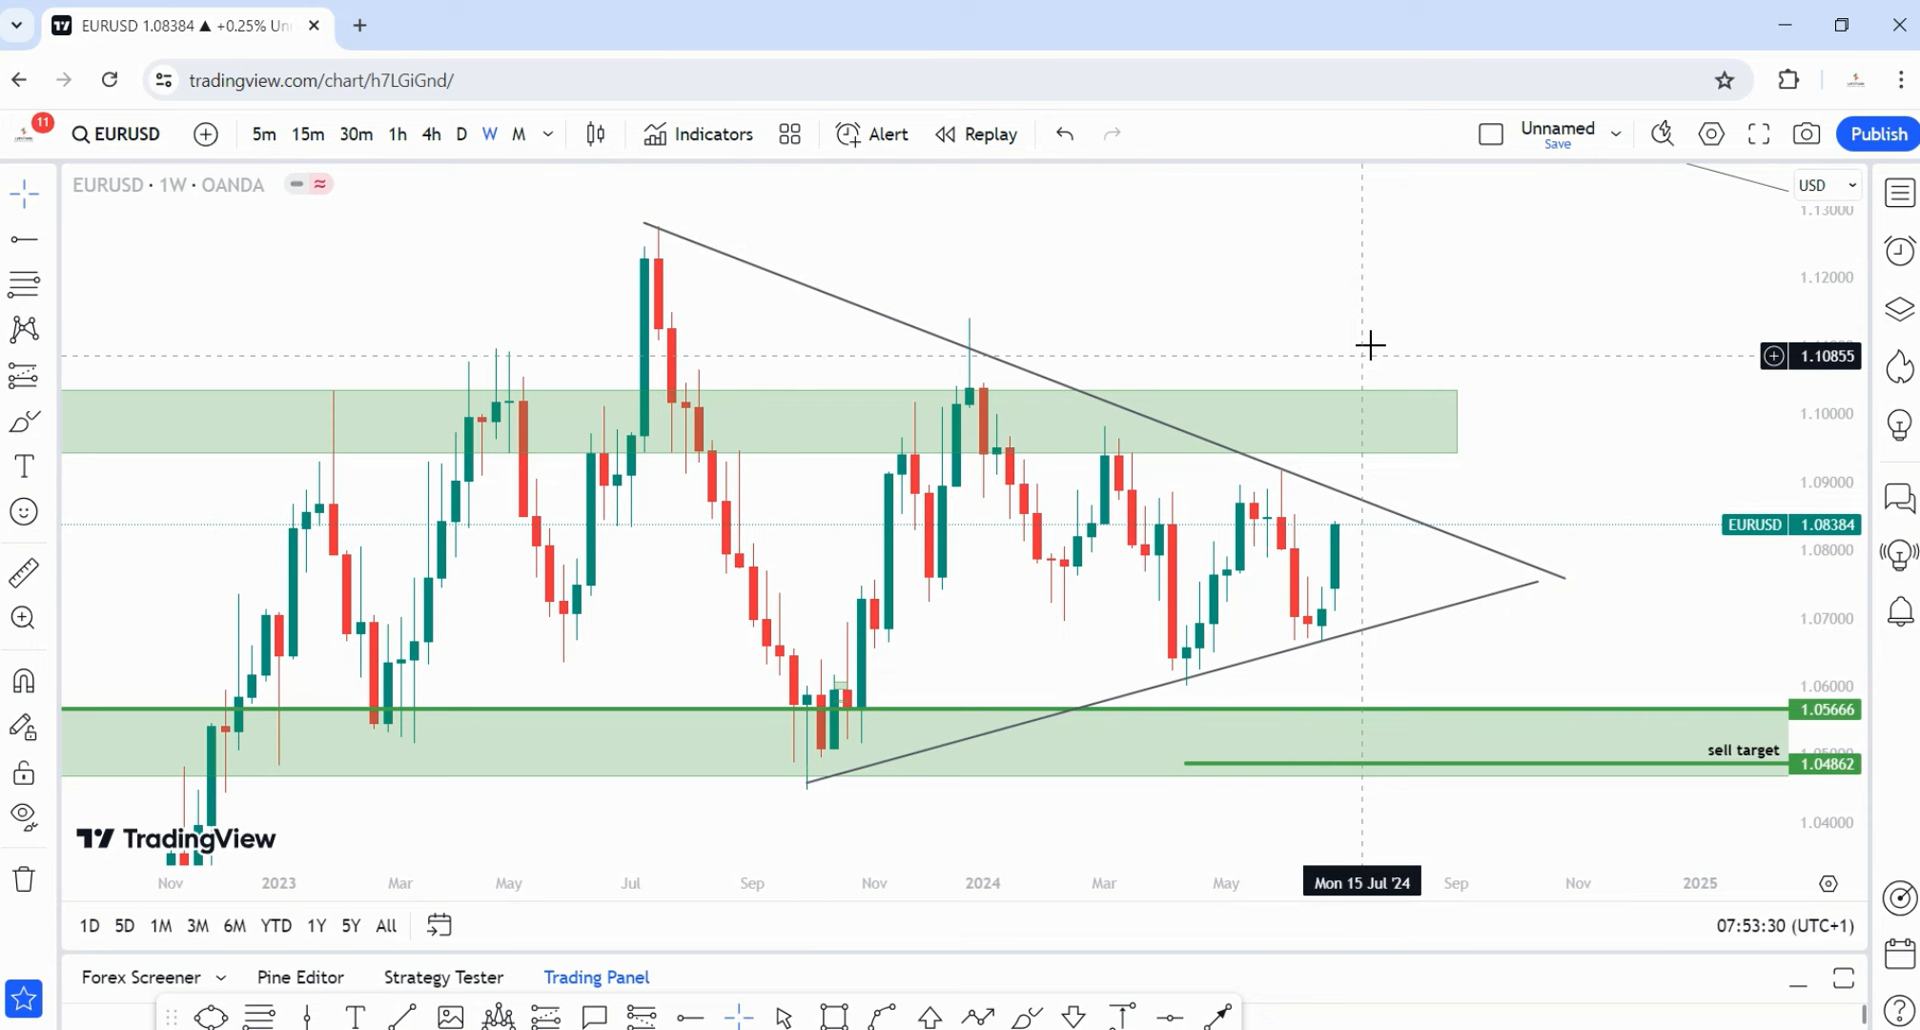 EURUSD 1.08384 ▲ +0.25% Un
tradingview.com/chart/h7LGiGnd/
11
EURUSD 5m 15m 30m 1h 4h D W M Indicators Alert Replay Unnamed Save Publish
EURUSD · 1W · OANDA
USD
1.13000
1.12000
1.10855
1.10000
1.09000
EURUSD 1.08384
1.08000
1.07000
1.06000
1.05666
sell target
1.04862
1.04000
TradingView
Nov 2023 Mar May Jul Sep Nov 2024 Mar May Mon 15 Jul '24 Sep Nov 2025
1D 5D 1M 3M 6M YTD 1Y 5Y All 07:53:30 (UTC+1)
Forex Screener Pine Editor Strategy Tester Trading Panel